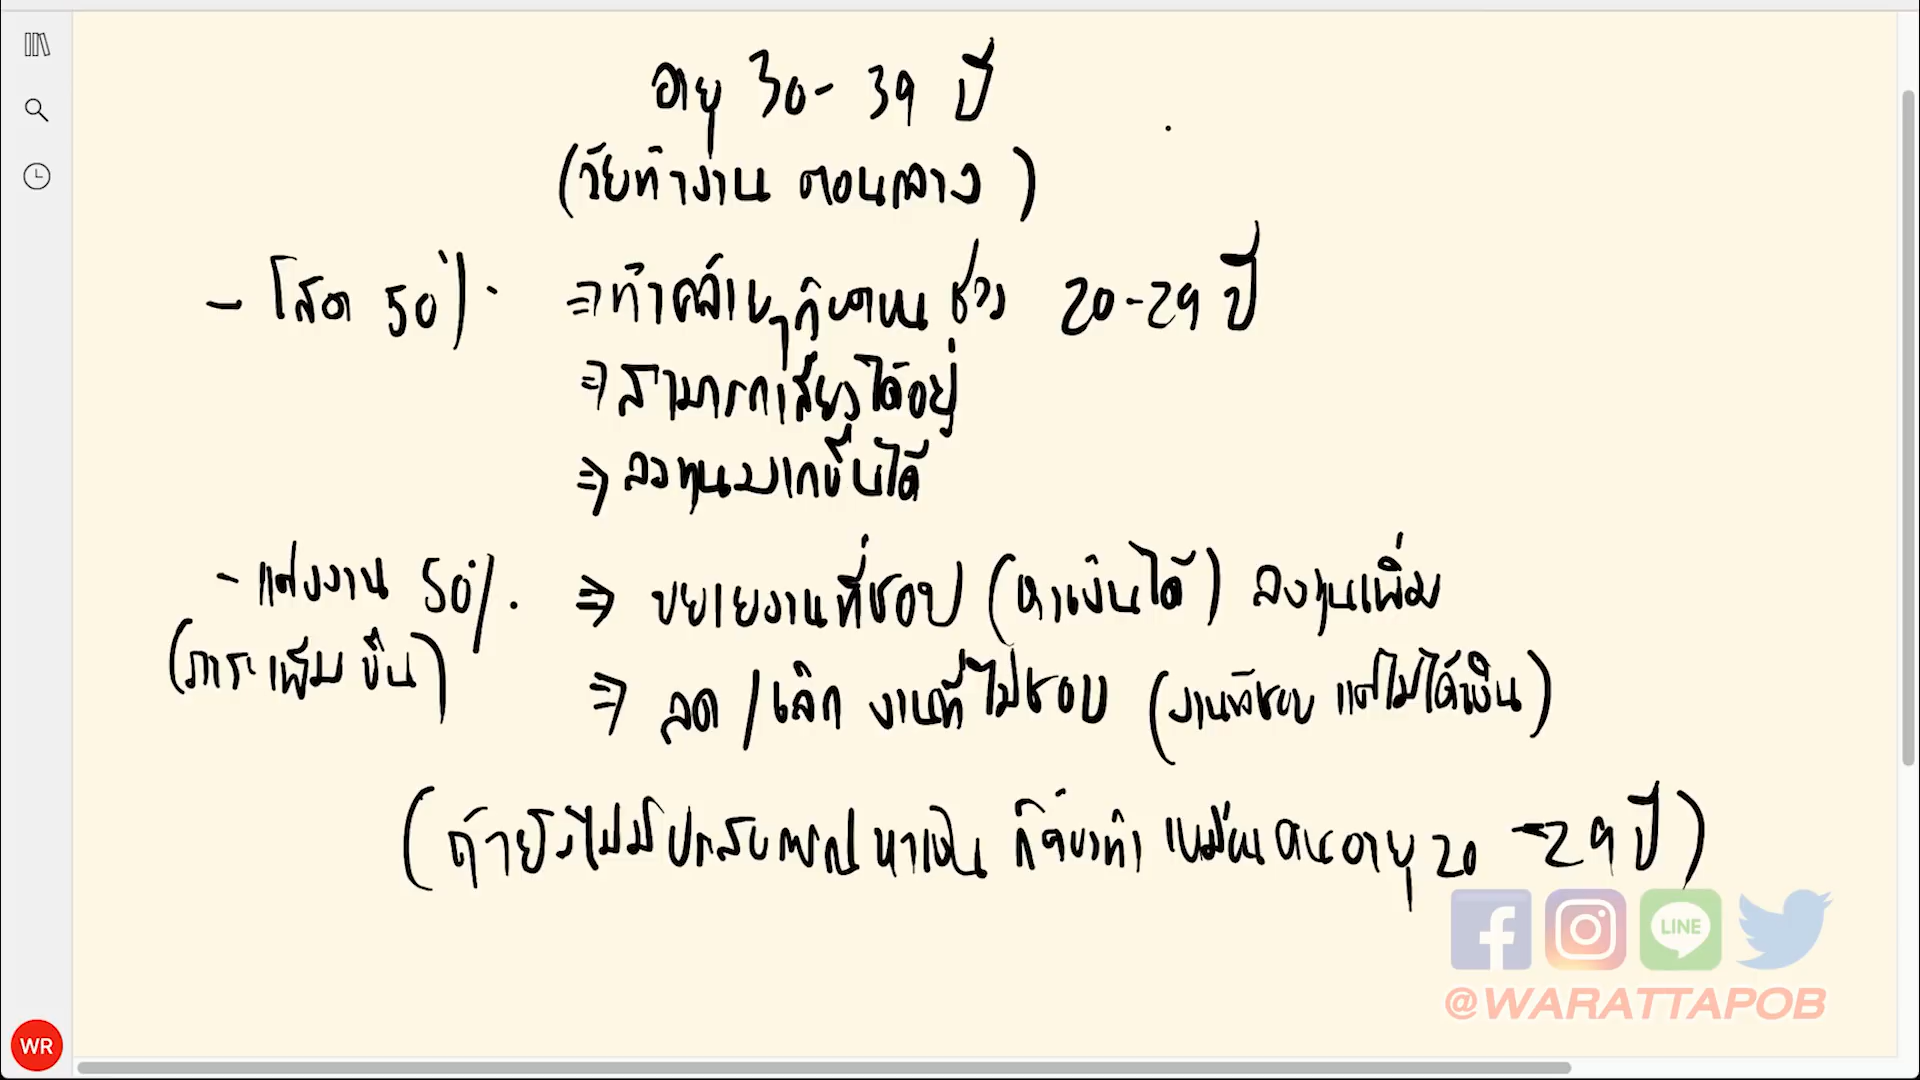 อายุ 30 - 39 ปี
(วัยทำงาน ตอนกลาง)
- โสด 50% ⇒ ทำคล้ายๆกับคน ช่วง 20-29 ปี
⇒ สามารถเสี่ยงได้อยู่
⇒ ลงทุนมากขึ้นได้
- แต่งงาน 50% ⇒ ขยายงานที่ชอบ (หาเงินได้) ลงทุนเพิ่ม
(ภาระเพิ่มขึ้น) ⇒ ลด / เลิก งานที่ไม่ชอบ (งานที่ชอบ แต่ไม่ได้เงิน)
(ถ้ายังไม่มีประสบการณ์หาเงิน ก็ต้องทำ เหมือนคนอายุ 20 - 29 ปี)
LINE
@WARATTAPOB
WR